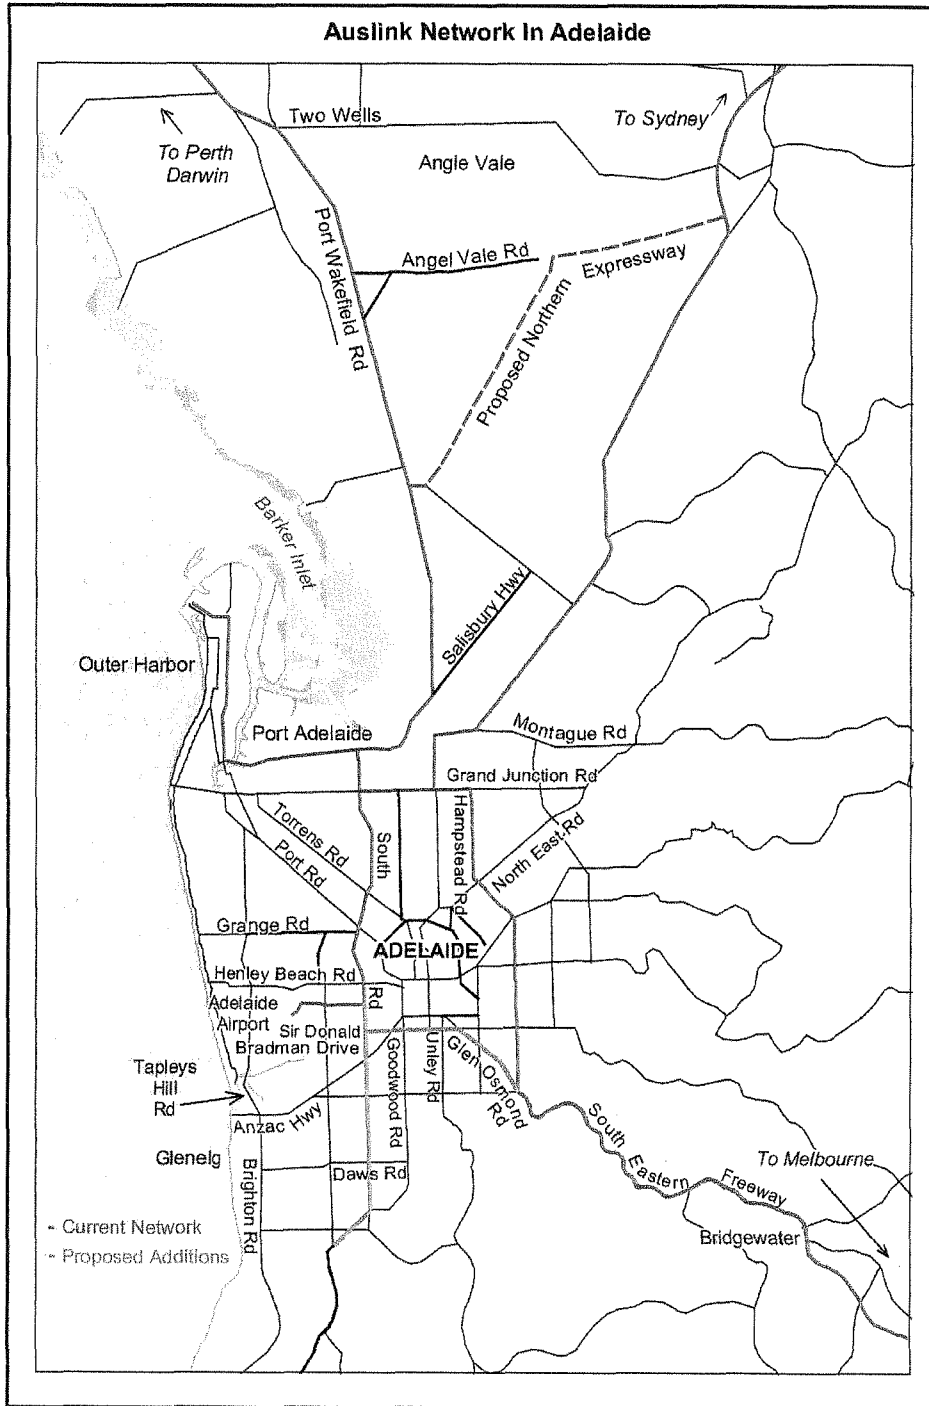 Auslink Network In Adelaide
Two Wells
To Sydney
To Perth
Darwin
Angle Vale
Port Wakefield Rd
Angel Vale Rd
Expressway
Proposed Northern
Barker Inlet
Salisbury Hwy
Outer Harbor
Port Adelaide
Montague Rd
Grand Junction Rd
Torrens Rd
Port Rd
South
Hampstead Rd
North East Rd
Grange Rd
ADELAIDE
Henley Beach Rd
Rd
Adelaide
Airport
Sir Donald
Bradman Drive
Goodwood Rd
Unley Rd
Glen Osmond
Rd
Tapleys
Hill
Rd
Anzac Hwy
South
Eastern
Freeway
To Melbourne
Glenelg
Brighton Rd
Daws Rd
Bridgewater
- Current Network
- Proposed Additions